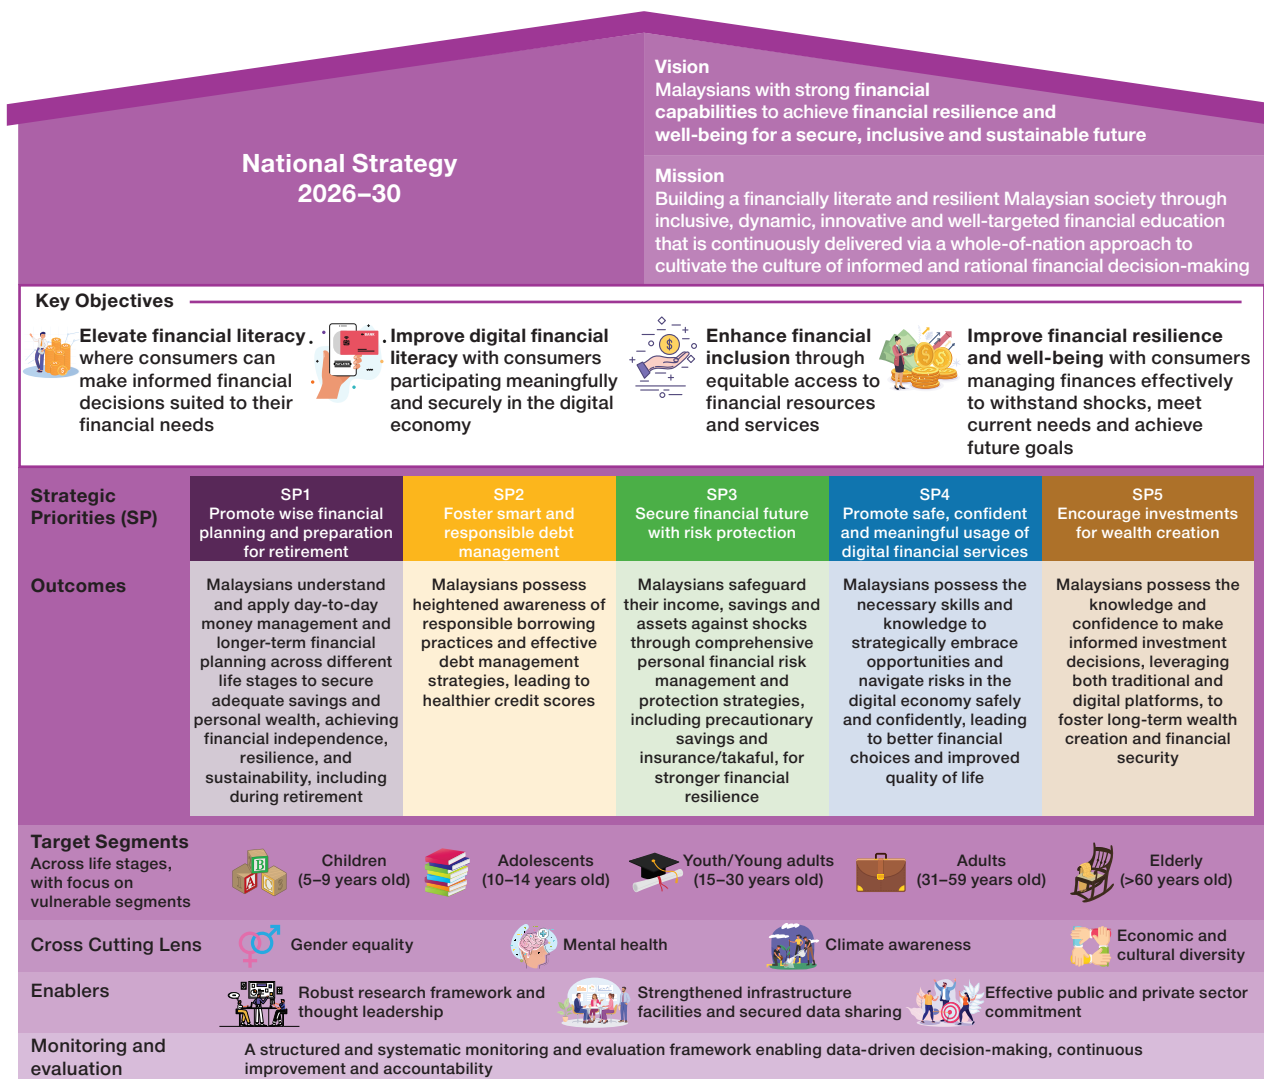 National Strategy
2026–30
Vision
Malaysians with strong financial
capabilities to achieve financial resilience and
well-being for a secure, inclusive and sustainable future
Mission
Building a financially literate and resilient Malaysian society through
inclusive, dynamic, innovative and well-targeted financial education
that is continuously delivered via a whole-of-nation approach to
cultivate the culture of informed and rational financial decision-making
Key Objectives
Elevate financial literacy
where consumers can
make informed financial
decisions suited to their
financial needs
Improve digital financial
literacy with consumers
participating meaningfully
and securely in the digital
economy
Enhance financial
inclusion through
equitable access to
financial resources
and services
Improve financial resilience
and well-being with consumers
managing finances effectively
to withstand shocks, meet
current needs and achieve
future goals
Strategic
Priorities (SP)
SP1
Promote wise financial
planning and preparation
for retirement
SP2
Foster smart and
responsible debt
management
SP3
Secure financial future
with risk protection
SP4
Promote safe, confident
and meaningful usage of
digital financial services
SP5
Encourage investments
for wealth creation
Outcomes
Malaysians understand
and apply day-to-day
money management and
longer-term financial
planning across different
life stages to secure
adequate savings and
personal wealth, achieving
financial independence,
resilience, and
sustainability, including
during retirement
Malaysians possess
heightened awareness of
responsible borrowing
practices and effective
debt management
strategies, leading to
healthier credit scores
Malaysians safeguard
their income, savings and
assets against shocks
through comprehensive
personal financial risk
management and
protection strategies,
including precautionary
savings and
insurance/takaful, for
stronger financial
resilience
Malaysians possess the
necessary skills and
knowledge to
strategically embrace
opportunities and
navigate risks in the
digital economy safely
and confidently, leading
to better financial
choices and improved
quality of life
Malaysians possess the
knowledge and
confidence to make
informed investment
decisions, leveraging
both traditional and
digital platforms, to
foster long-term wealth
creation and financial
security
Target Segments
Across life stages,
with focus on
vulnerable segments
Children
(5–9 years old)
Adolescents
(10–14 years old)
Youth/Young adults
(15–30 years old)
Adults
(31–59 years old)
Elderly
(>60 years old)
Cross Cutting Lens
Gender equality
Mental health
Climate awareness
Economic and
cultural diversity
Enablers
Robust research framework and
thought leadership
Strengthened infrastructure
facilities and secured data sharing
Effective public and private sector
commitment
Monitoring and
evaluation
A structured and systematic monitoring and evaluation framework enabling data-driven decision-making, continuous
improvement and accountability